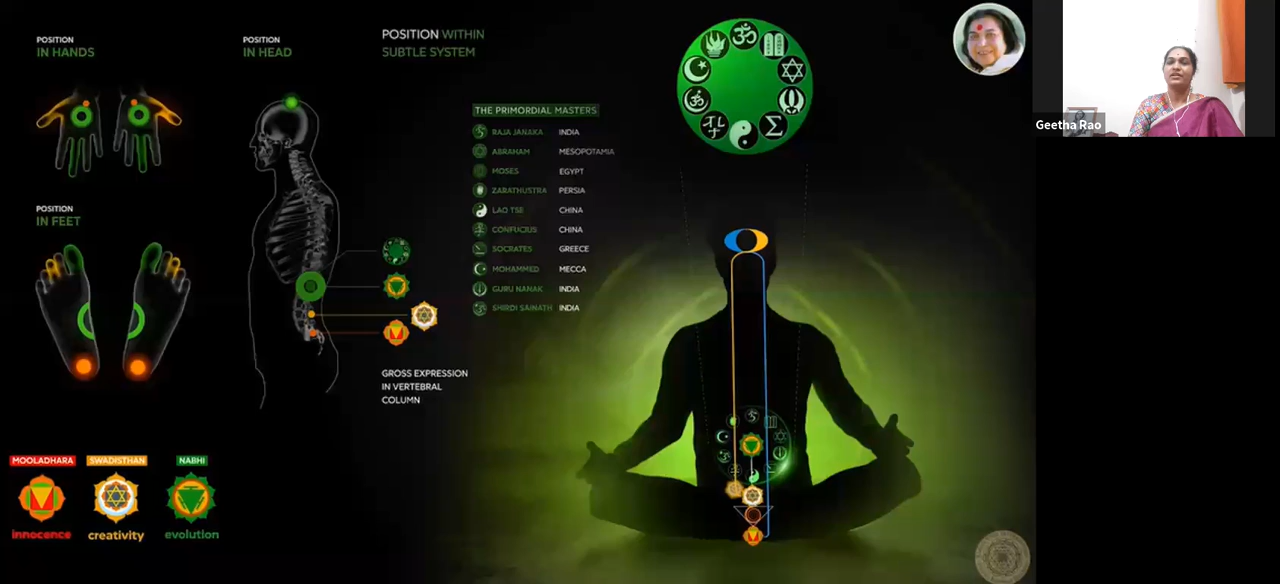 POSITION
IN HANDS
POSITION
IN HEAD
POSITION WITHIN
SUBTLE SYSTEM
THE PRIMORDIAL MASTERS
RAJA JANAKA INDIA
ABRAHAM MESOPOTAMIA
MOSES EGYPT
ZARATHUSTRA PERSIA
LAO TSE CHINA
CONFUCIUS CHINA
SOCRATES GREECE
MOHAMMED MECCA
GURU NANAK INDIA
SHIRDI SAINATH INDIA
Geetha Rao
POSITION
IN FEET
GROSS EXPRESSION
IN VERTEBRAL
COLUMN
MOOLADHARA
innocence
SWADISTHAN
creativity
NABHI
evolution
ॐ
Σ